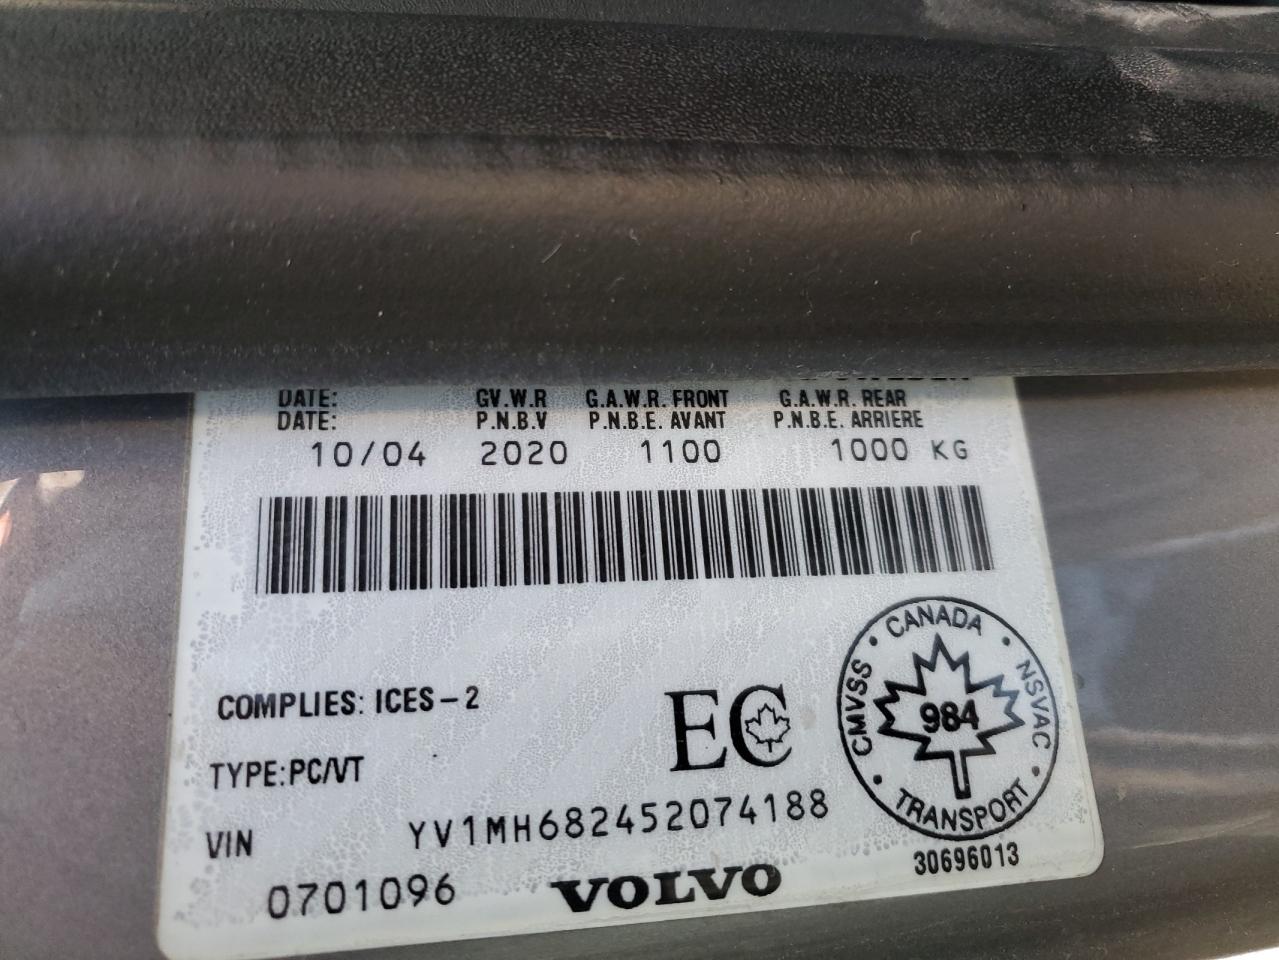 DATE: GV.W.R G.A.W.R. FRONT G.A.W.R. REAR
DATE: P.N.B.V P.N.B.E. AVANT P.N.B.E. ARRIERE
10/04 2020 1100 1000 KG
COMPLIES: ICES-2
EC
TYPE:PC/VT
CANADA
CMVSS
NSVAC
984
TRANSPORT
VIN YV1MH682452074188
30696013
0701096 VOLVO